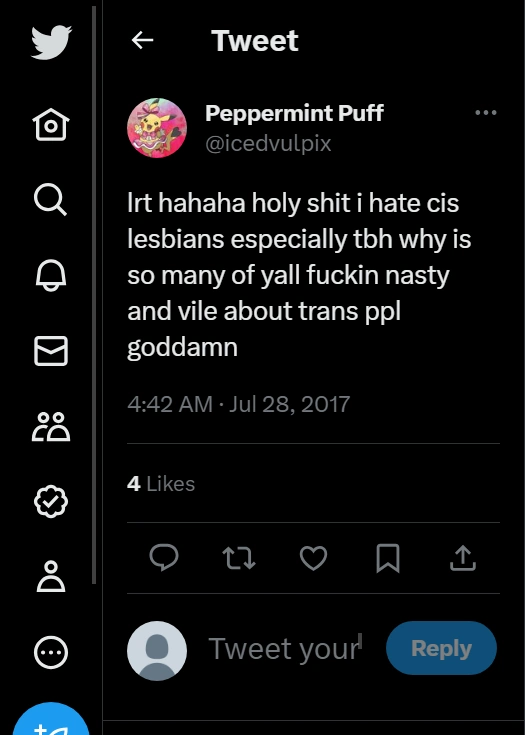 Tweet
Peppermint Puff
@icedvulpix
lrt hahaha holy shit i hate cis
lesbians especially tbh why is
so many of yall fuckin nasty
and vile about trans ppl
goddamn
4:42 AM · Jul 28, 2017
4 Likes
Tweet your
Reply